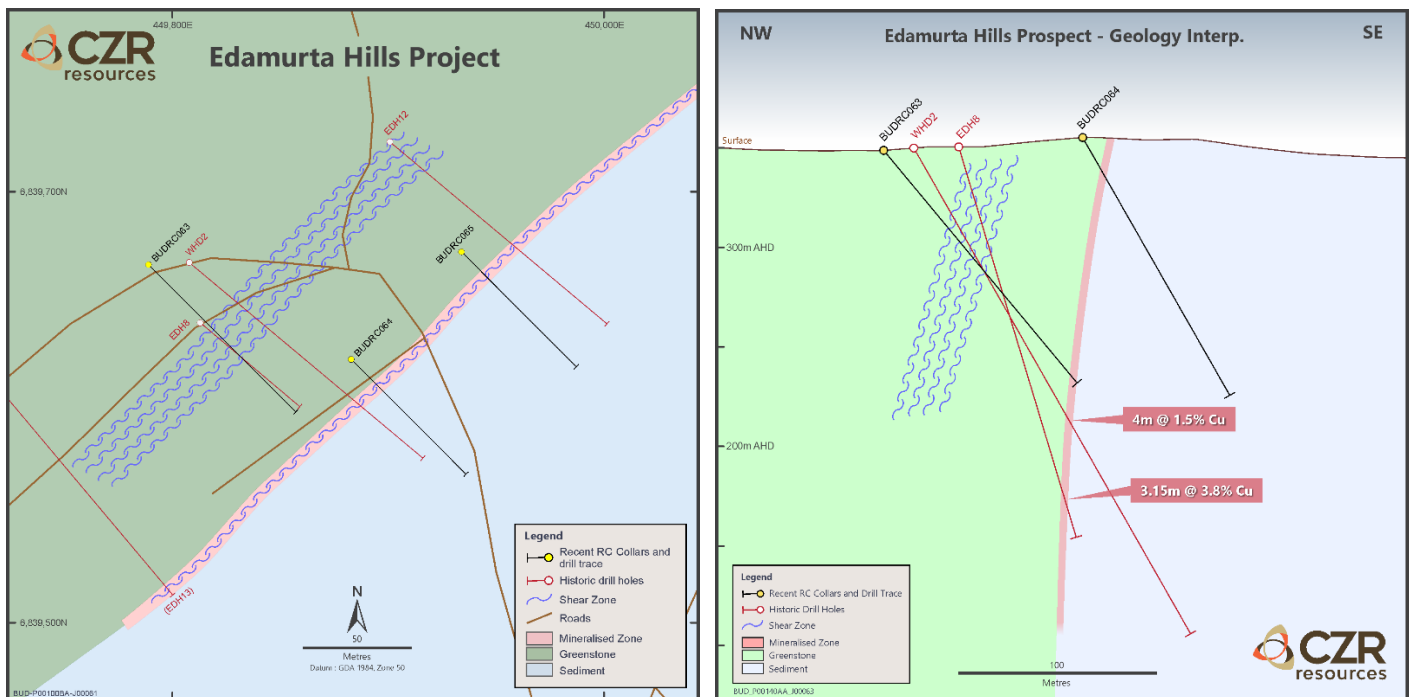 449,800E
450,000E
CZR
resources
Edamurta Hills Project
EDH12
6,839,700N
BUDRC063
WHD2
BUDRC065
EDH8
BUDRC064
(EDH13)
6,839,500N
N
50
Metres
Datum : GDA 1984, Zone 50
Legend
Recent RC Collars and
drill trace
Historic drill holes
Shear Zone
Roads
Mineralised Zone
Greenstone
Sediment
NW
Edamurta Hills Prospect - Geology Interp.
SE
BUDRC063
WHD2
EDH8
BUDRC064
Surface
300m AHD
200m AHD
4m @ 1.5% Cu
3.15m @ 3.8% Cu
Legend
Recent RC Collars and Drill Trace
Historic Drill Holes
Shear Zone
Mineralised Zone
Greenstone
Sediment
100
Metres
BUD_P00140AA_J00063
CZR
resources